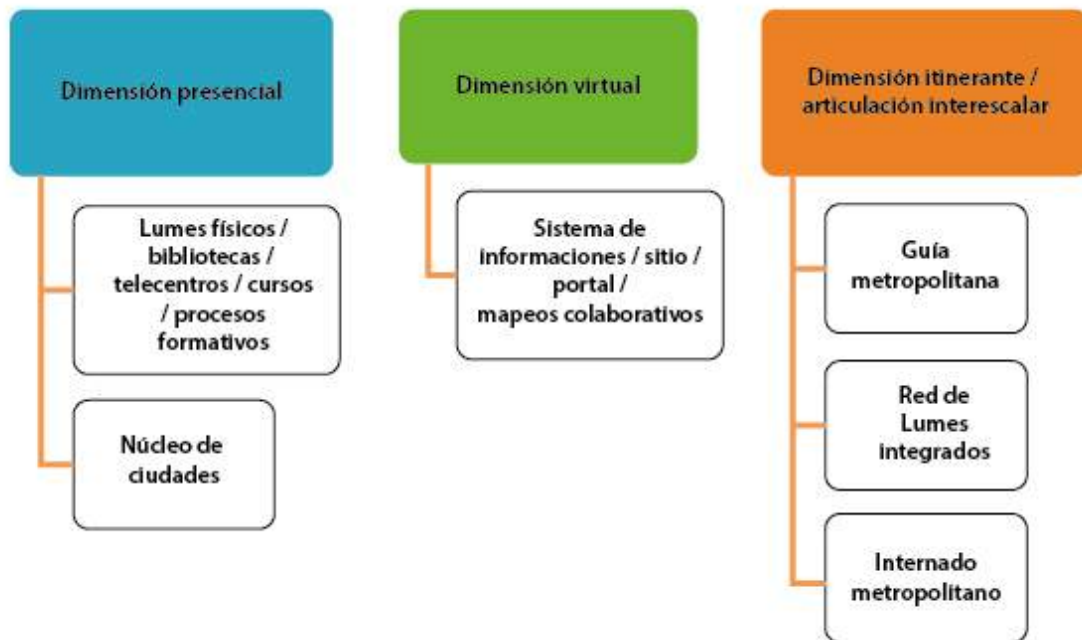 Dimensión presencial
Lumes físicos /
bibliotecas /
telecentros / cursos
/ procesos
formativos
Núcleo de
ciudades
Dimensión virtual
Sistema de
informaciones / sitio /
portal /
mapeos colaborativos
Dimensión itinerante /
articulación interescalar
Guía
metropolitana
Red de
Lumes
integrados
Internado
metropolitano